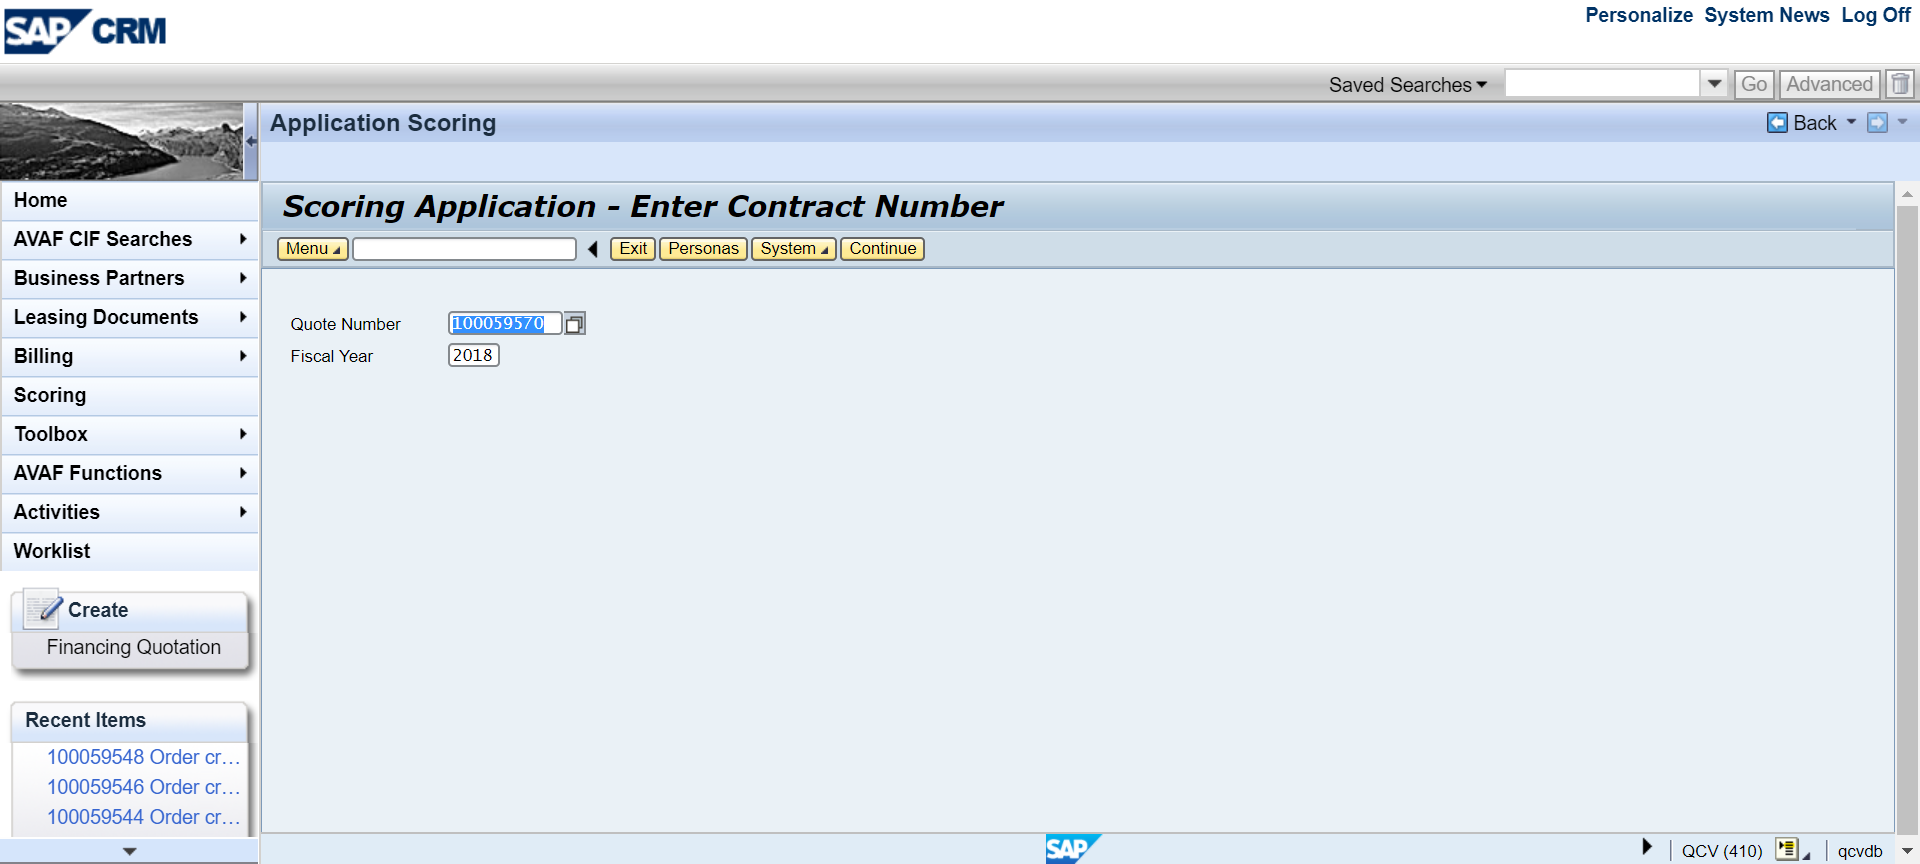 SAP CRM
Personalize System News Log Off
Saved Searches Go Advanced
Application Scoring
Back
Home
AVAF CIF Searches
Business Partners
Leasing Documents
Billing
Scoring
Toolbox
AVAF Functions
Activities
Worklist
Create
Financing Quotation
Recent Items
100059548 Order cr...
100059546 Order cr...
100059544 Order cr...
Scoring Application - Enter Contract Number
Menu Exit Personas System Continue
Quote Number 100059570
Fiscal Year 2018
SAP
QCV (410) qcvdb